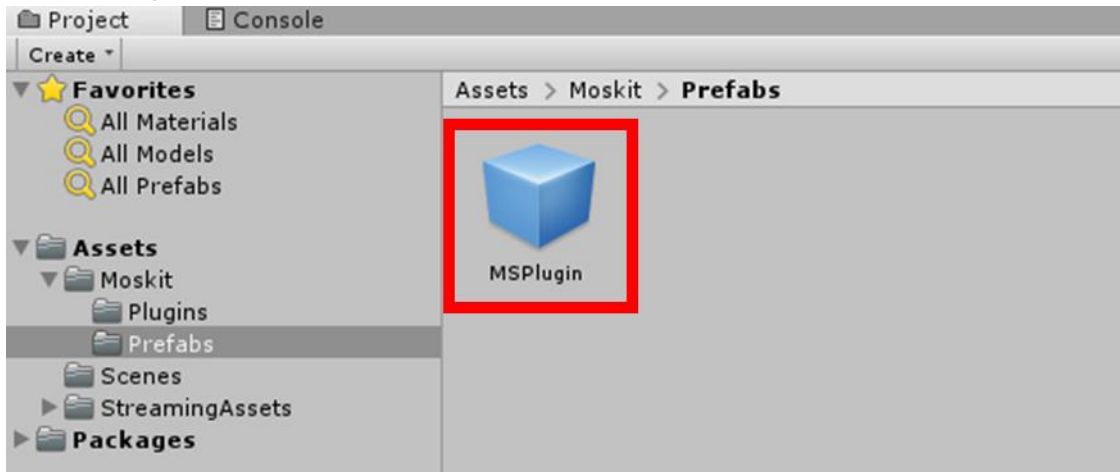 Project Console
Create
Favorites
All Materials
All Models
All Prefabs
Assets
Moskit
Plugins
Prefabs
Scenes
StreamingAssets
Packages
Assets > Moskit > Prefabs
MSPlugin